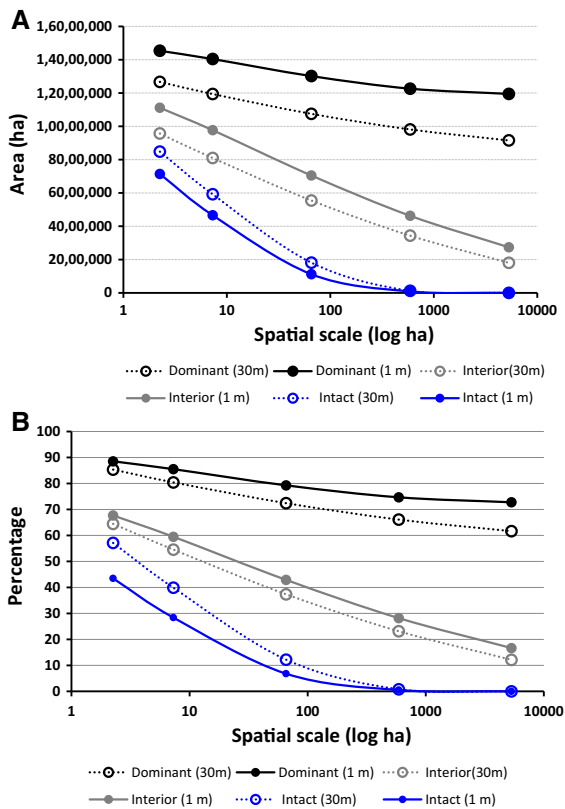 A
1,60,00,000
1,40,00,000
1,20,00,000
1,00,00,000
80,00,000
60,00,000
40,00,000
20,00,000
0
Area (ha)
1 10 100 1000 10000
Spatial scale (log ha)
Dominant (30m) Dominant (1 m) Interior(30m)
Interior (1 m) Intact (30m) Intact (1 m)
B
100
90
80
70
60
50
40
30
20
10
0
Percentage
1 10 100 1000 10000
Spatial scale (log ha)
Dominant (30m) Dominant (1 m) Interior(30m)
Interior (1 m) Intact (30m) Intact (1 m)